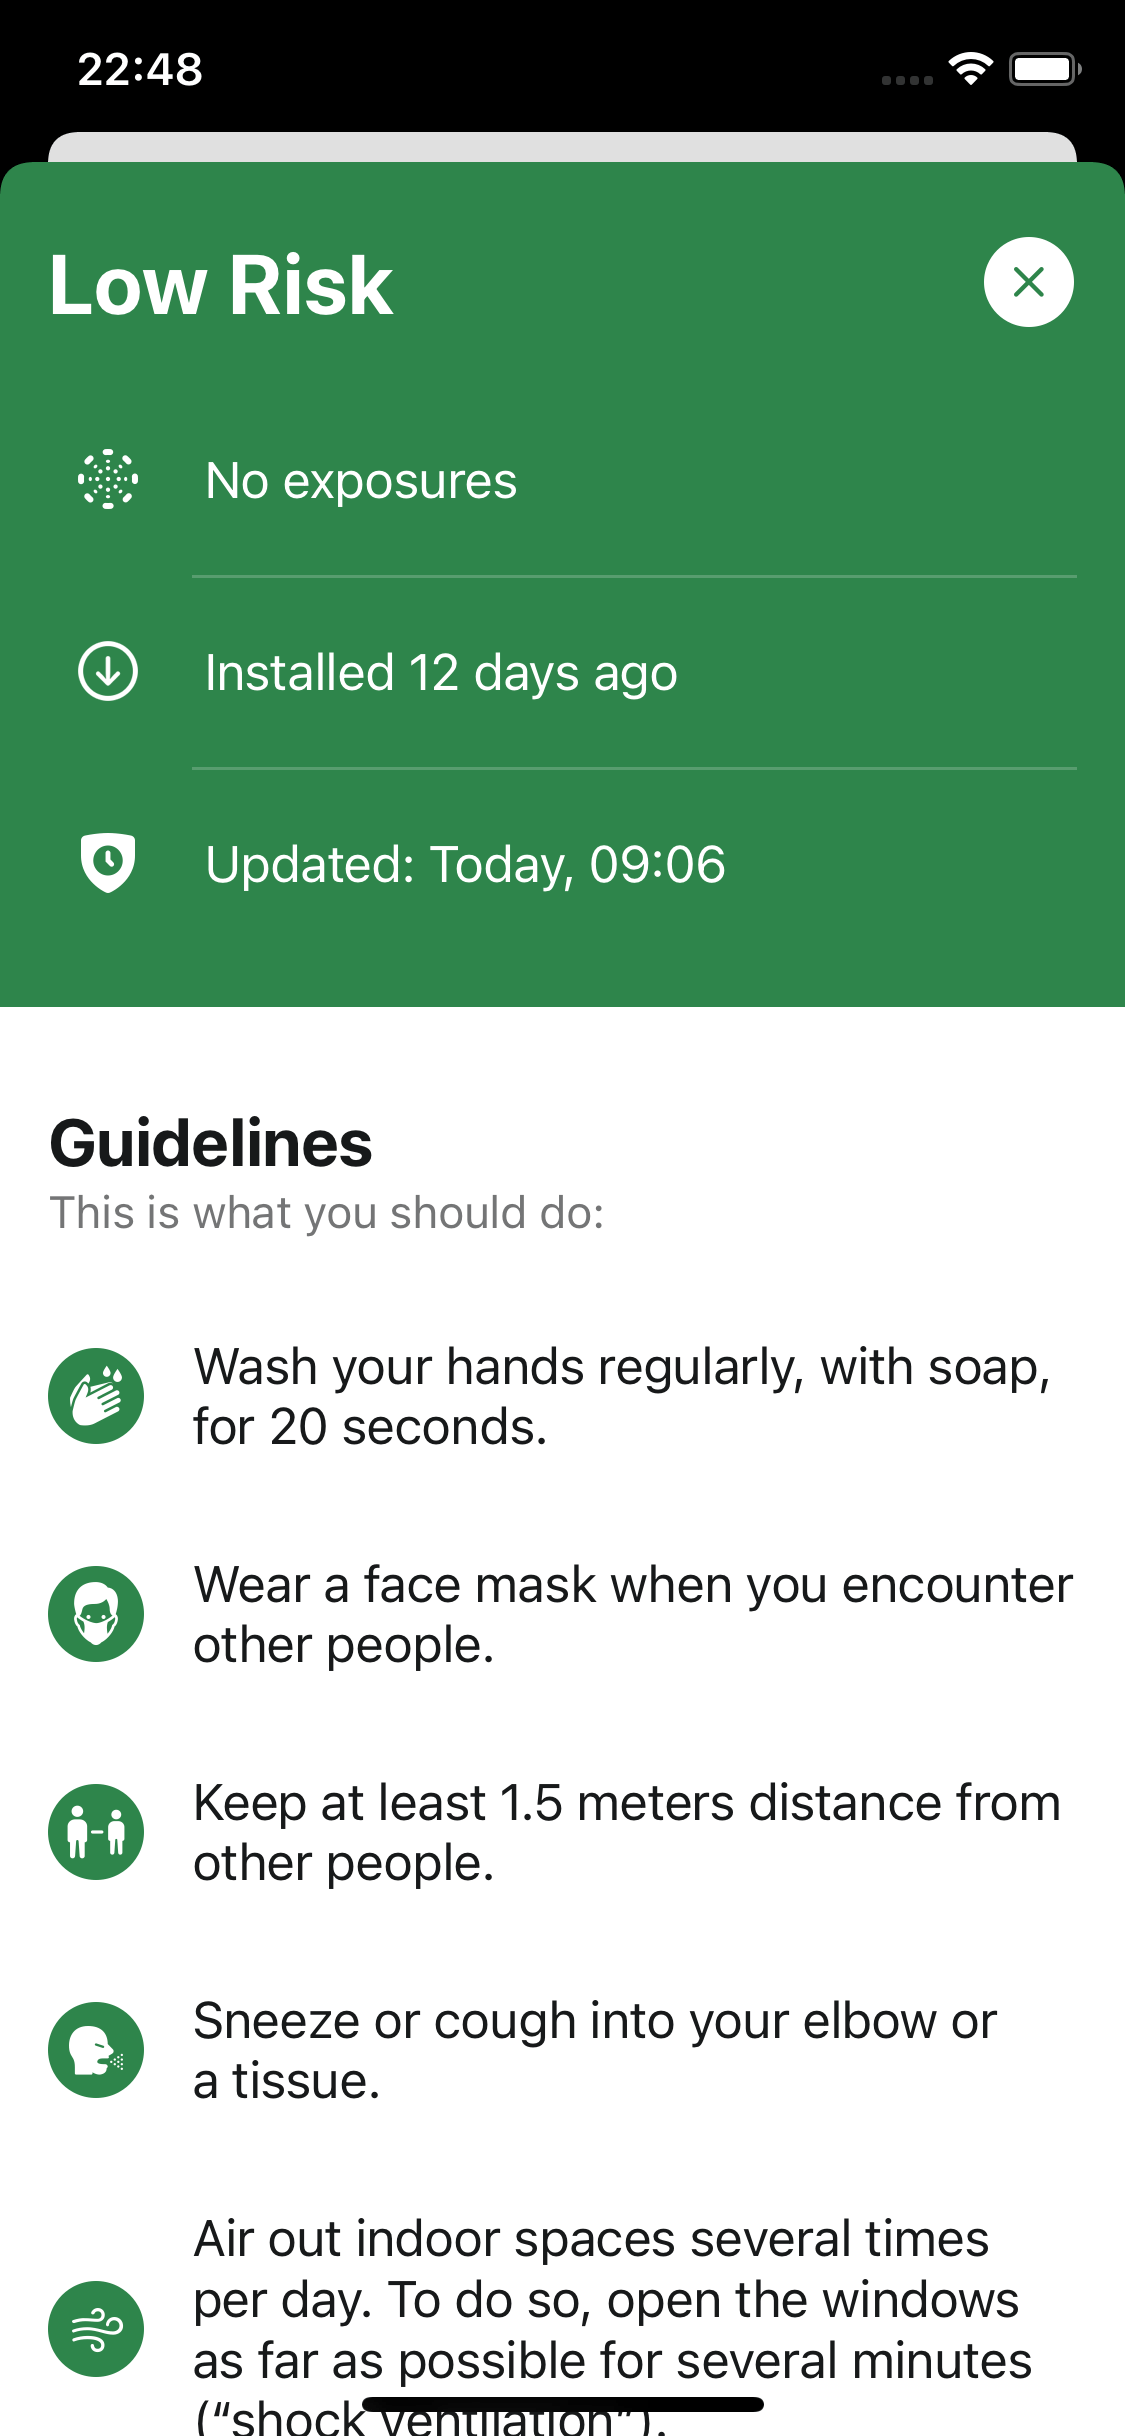 22:48
Low Risk
No exposures
Installed 12 days ago
Updated: Today, 09:06
Guidelines
This is what you should do:
Wash your hands regularly, with soap,
for 20 seconds.
Wear a face mask when you encounter
other people.
Keep at least 1.5 meters distance from
other people.
Sneeze or cough into your elbow or
a tissue.
Air out indoor spaces several times
per day. To do so, open the windows
as far as possible for several minutes
(“shock ventilation”).